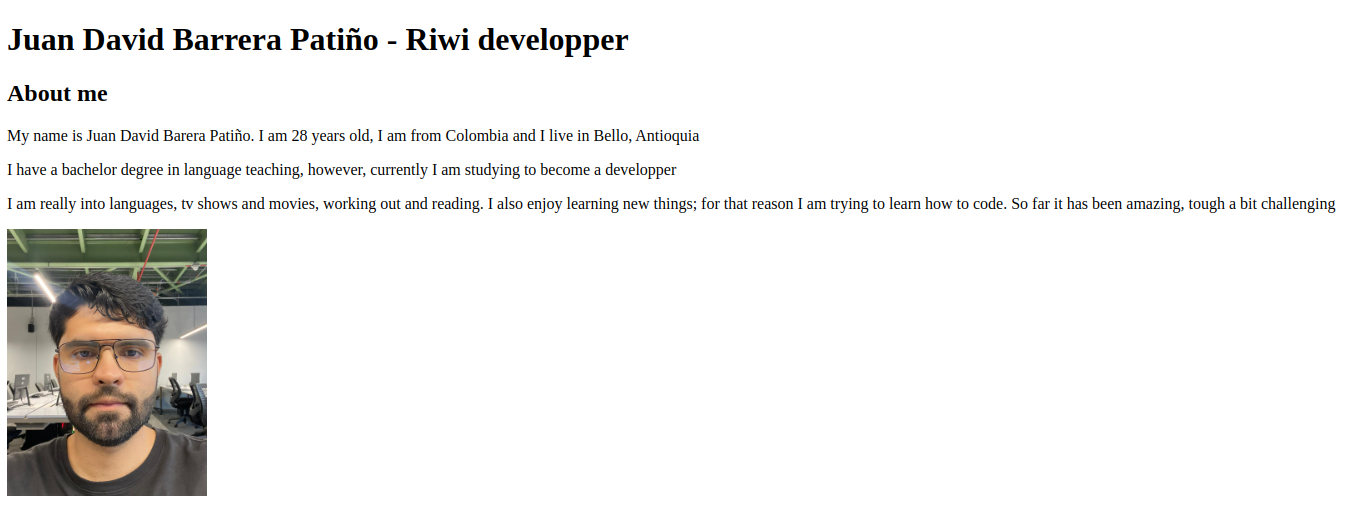 Juan David Barrera Patiño - Riwi developper
About me
My name is Juan David Barera Patiño. I am 28 years old, I am from Colombia and I live in Bello, Antioquia
I have a bachelor degree in language teaching, however, currently I am studying to become a developper
I am really into languages, tv shows and movies, working out and reading. I also enjoy learning new things; for that reason I am trying to learn how to code. So far it has been amazing, tough a bit challenging